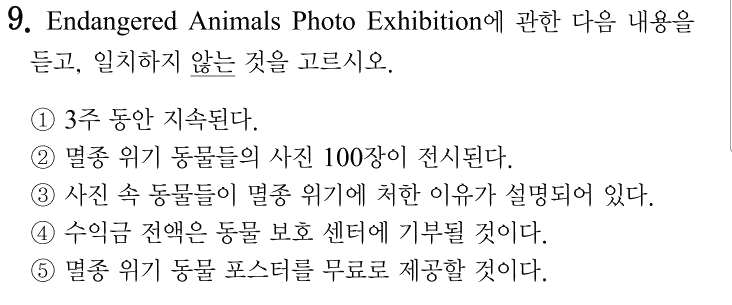 9. Endangered Animals Photo Exhibition에 관한 다음 내용을
듣고, 일치하지 않는 것을 고르시오.
① 3주 동안 지속된다.
② 멸종 위기 동물들의 사진 100장이 전시된다.
③ 사진 속 동물들이 멸종 위기에 처한 이유가 설명되어 있다.
④ 수익금 전액은 동물 보호 센터에 기부될 것이다.
⑤ 멸종 위기 동물 포스터를 무료로 제공할 것이다.